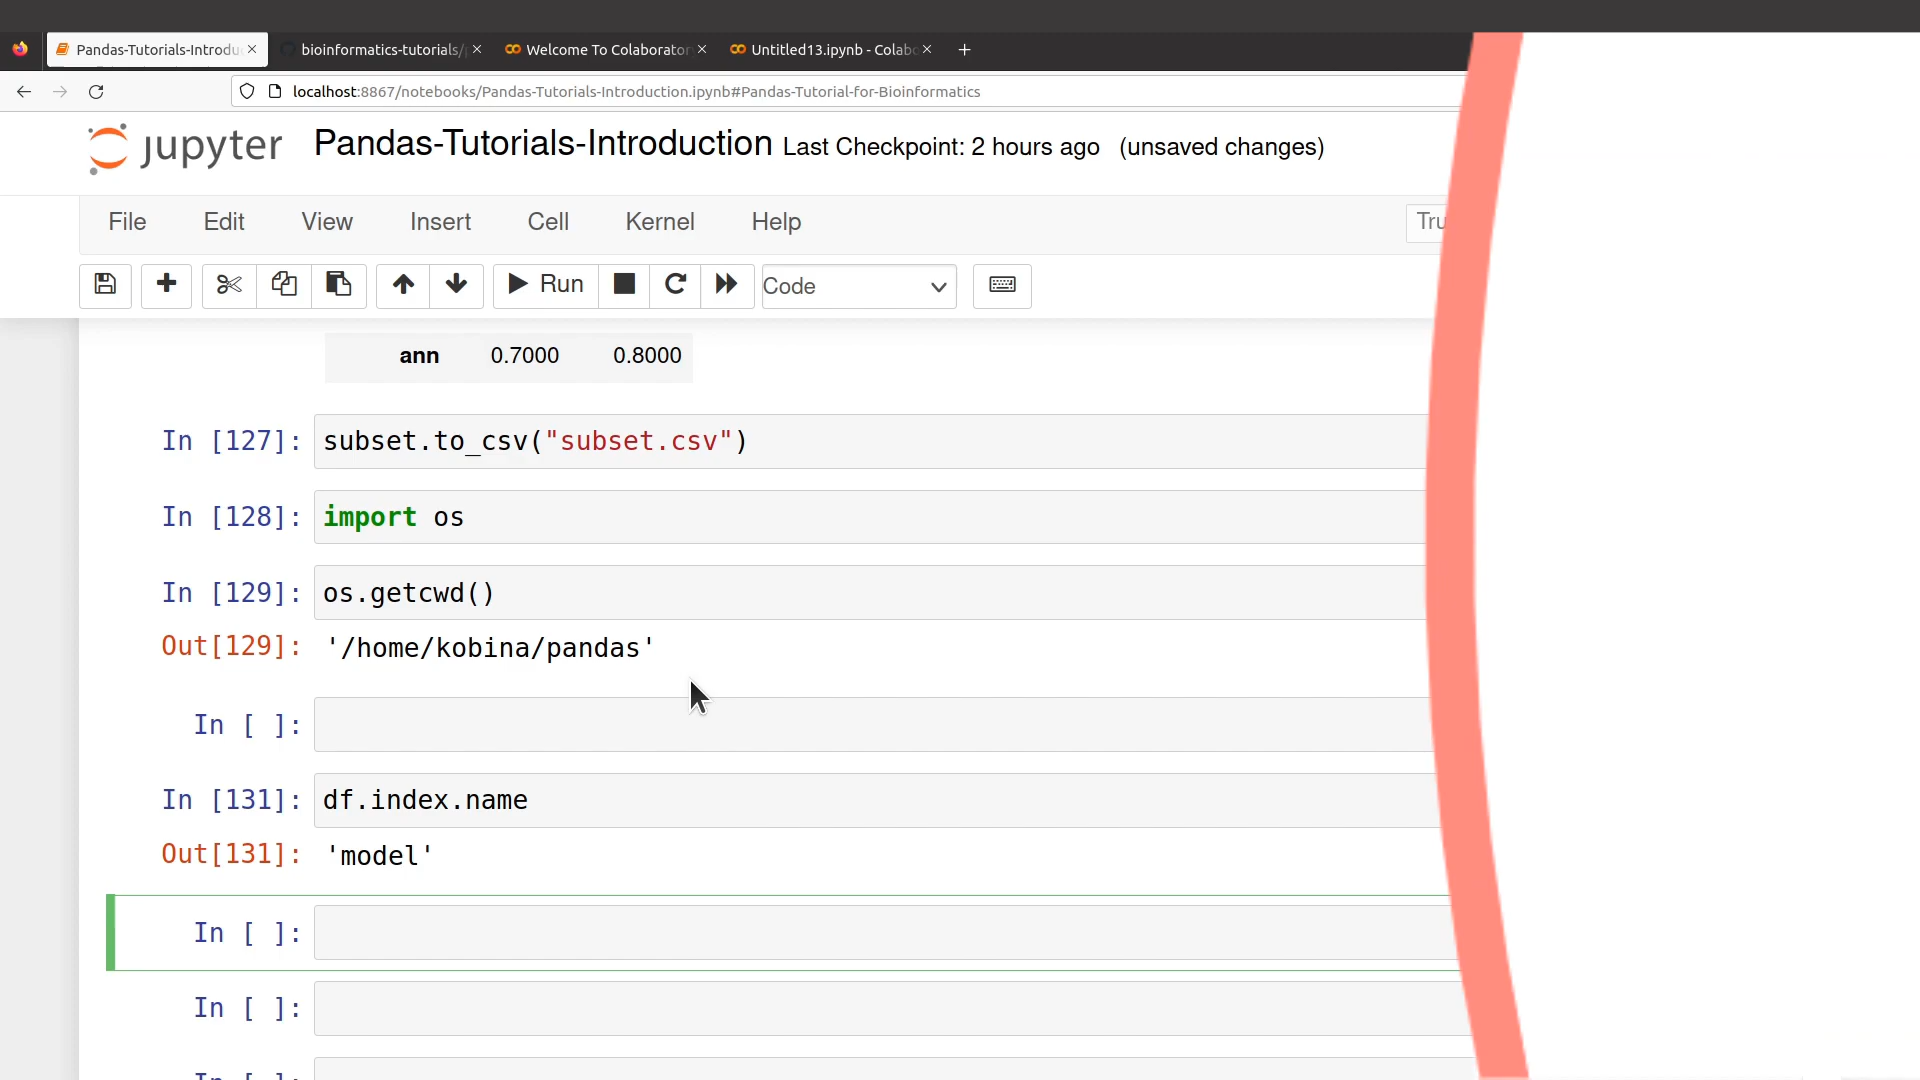 Pandas-Tutorials-Introdu
bioinformatics-tutorials/
Welcome To Colaborator
Untitled13.ipynb - Colabo
localhost:8867/notebooks/Pandas-Tutorials-Introduction.ipynb#Pandas-Tutorial-for-Bioinformatics
jupyter Pandas-Tutorials-Introduction Last Checkpoint: 2 hours ago (unsaved changes)
File Edit View Insert Cell Kernel Help Tru
Run Code
ann 0.7000 0.8000
In [127]: subset.to_csv("subset.csv")
In [128]: import os
In [129]: os.getcwd()
Out[129]: '/home/kobina/pandas'
In [ ]:
In [131]: df.index.name
Out[131]: 'model'
In [ ]:
In [ ]:
In [ ]: